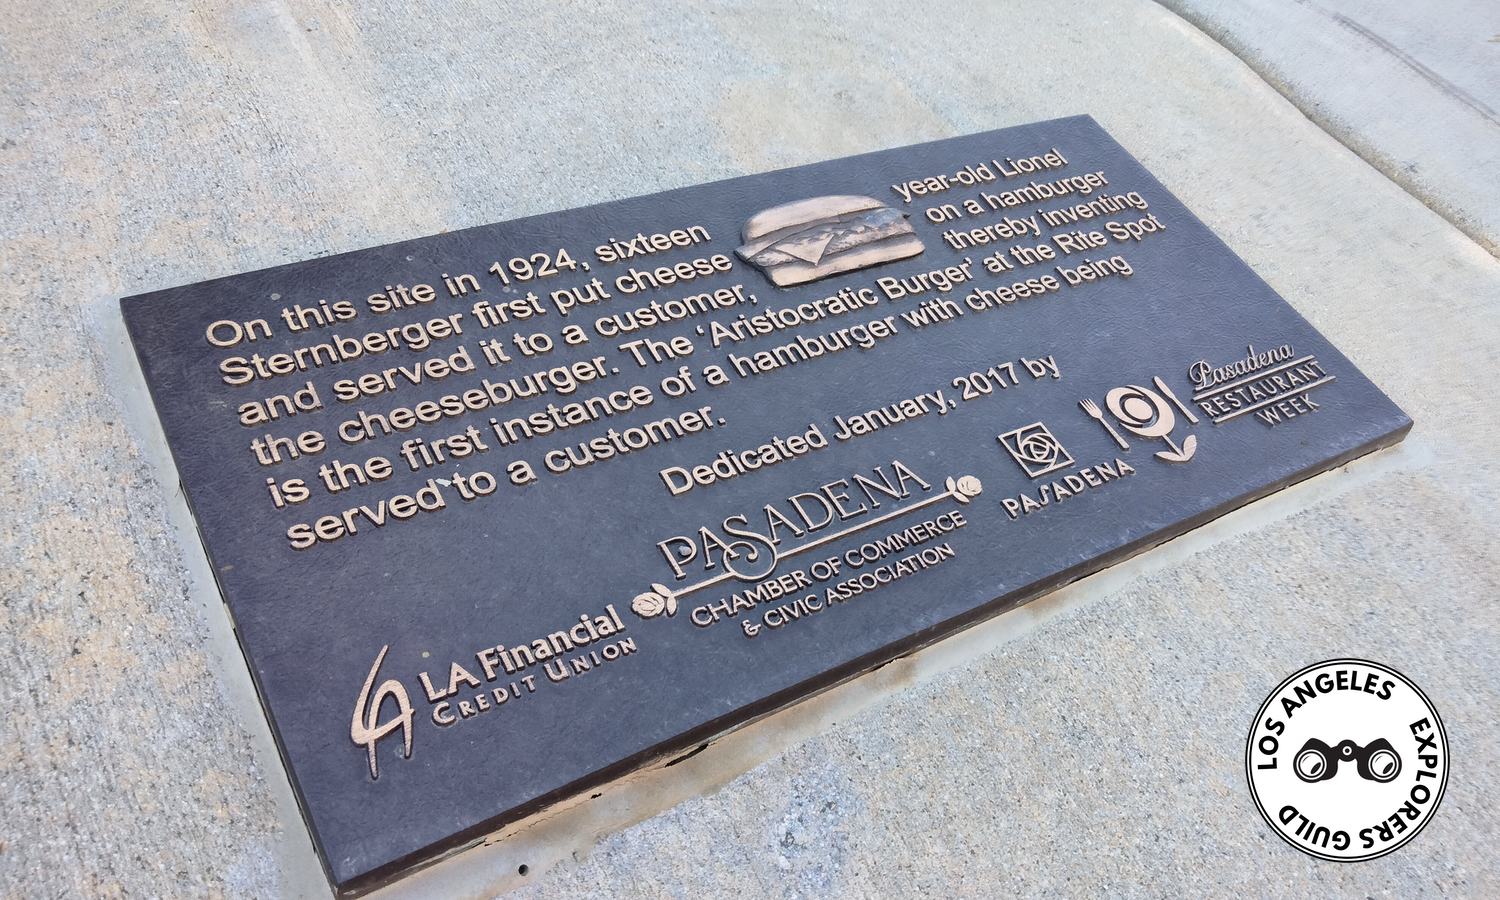 On this site in 1924, sixteen year-old Lionel
Sternberger first put cheese on a hamburger
and served it to a customer, thereby inventing
the cheeseburger. The ‘Aristocratic Burger’ at the Rite Spot
is the first instance of a hamburger with cheese being
served to a customer.
Dedicated January, 2017 by
LA Financial
CREDIT UNION
PASADENA
CHAMBER OF COMMERCE
& CIVIC ASSOCIATION
PASADENA
Pasadena
RESTAURANT
WEEK
LOS ANGELES EXPLORERS GUILD